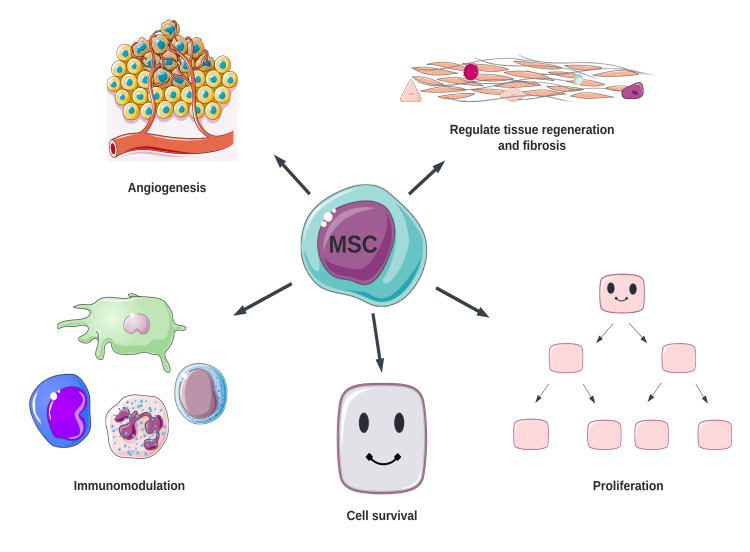 Angiogenesis
Regulate tissue regeneration
and fibrosis
MSC
Immunomodulation
Cell survival
Proliferation